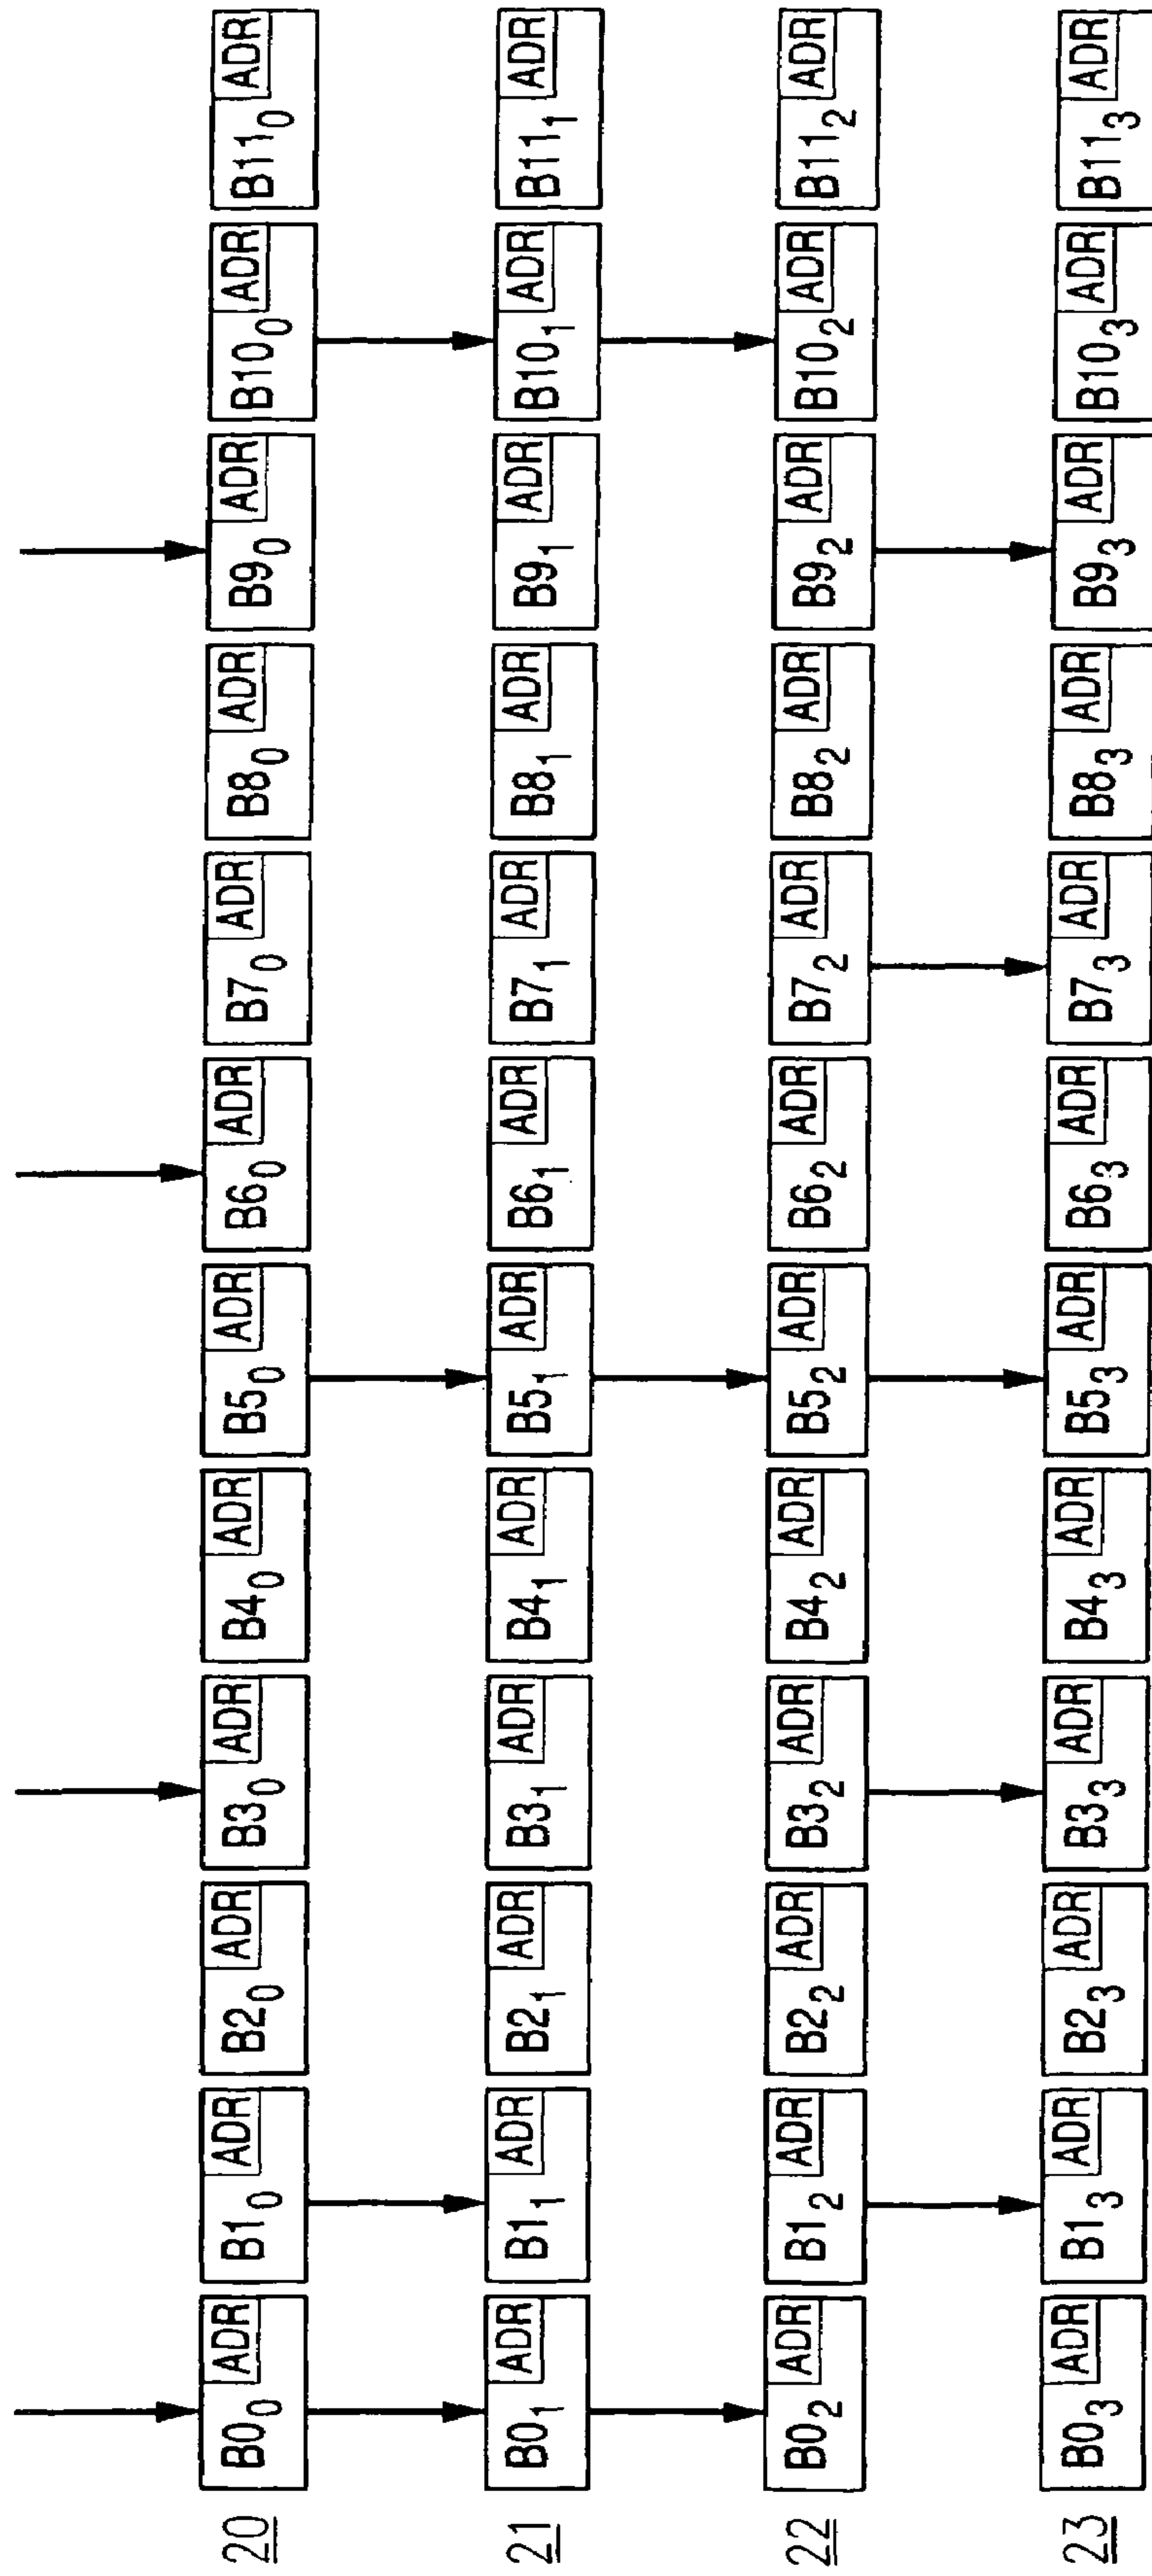 20 B0₀ ADR B1₀ ADR B2₀ ADR B3₀ ADR B4₀ ADR B5₀ ADR B6₀ ADR B7₀ ADR B8₀ ADR B9₀ ADR B10₀ ADR B11₀ ADR
21 B0₁ ADR B1₁ ADR B2₁ ADR B3₁ ADR B4₁ ADR B5₁ ADR B6₁ ADR B7₁ ADR B8₁ ADR B9₁ ADR B10₁ ADR B11₁ ADR
22 B0₂ ADR B1₂ ADR B2₂ ADR B3₂ ADR B4₂ ADR B5₂ ADR B6₂ ADR B7₂ ADR B8₂ ADR B9₂ ADR B10₂ ADR B11₂ ADR
23 B0₃ ADR B1₃ ADR B2₃ ADR B3₃ ADR B4₃ ADR B5₃ ADR B6₃ ADR B7₃ ADR B8₃ ADR B9₃ ADR B10₃ ADR B11₃ ADR